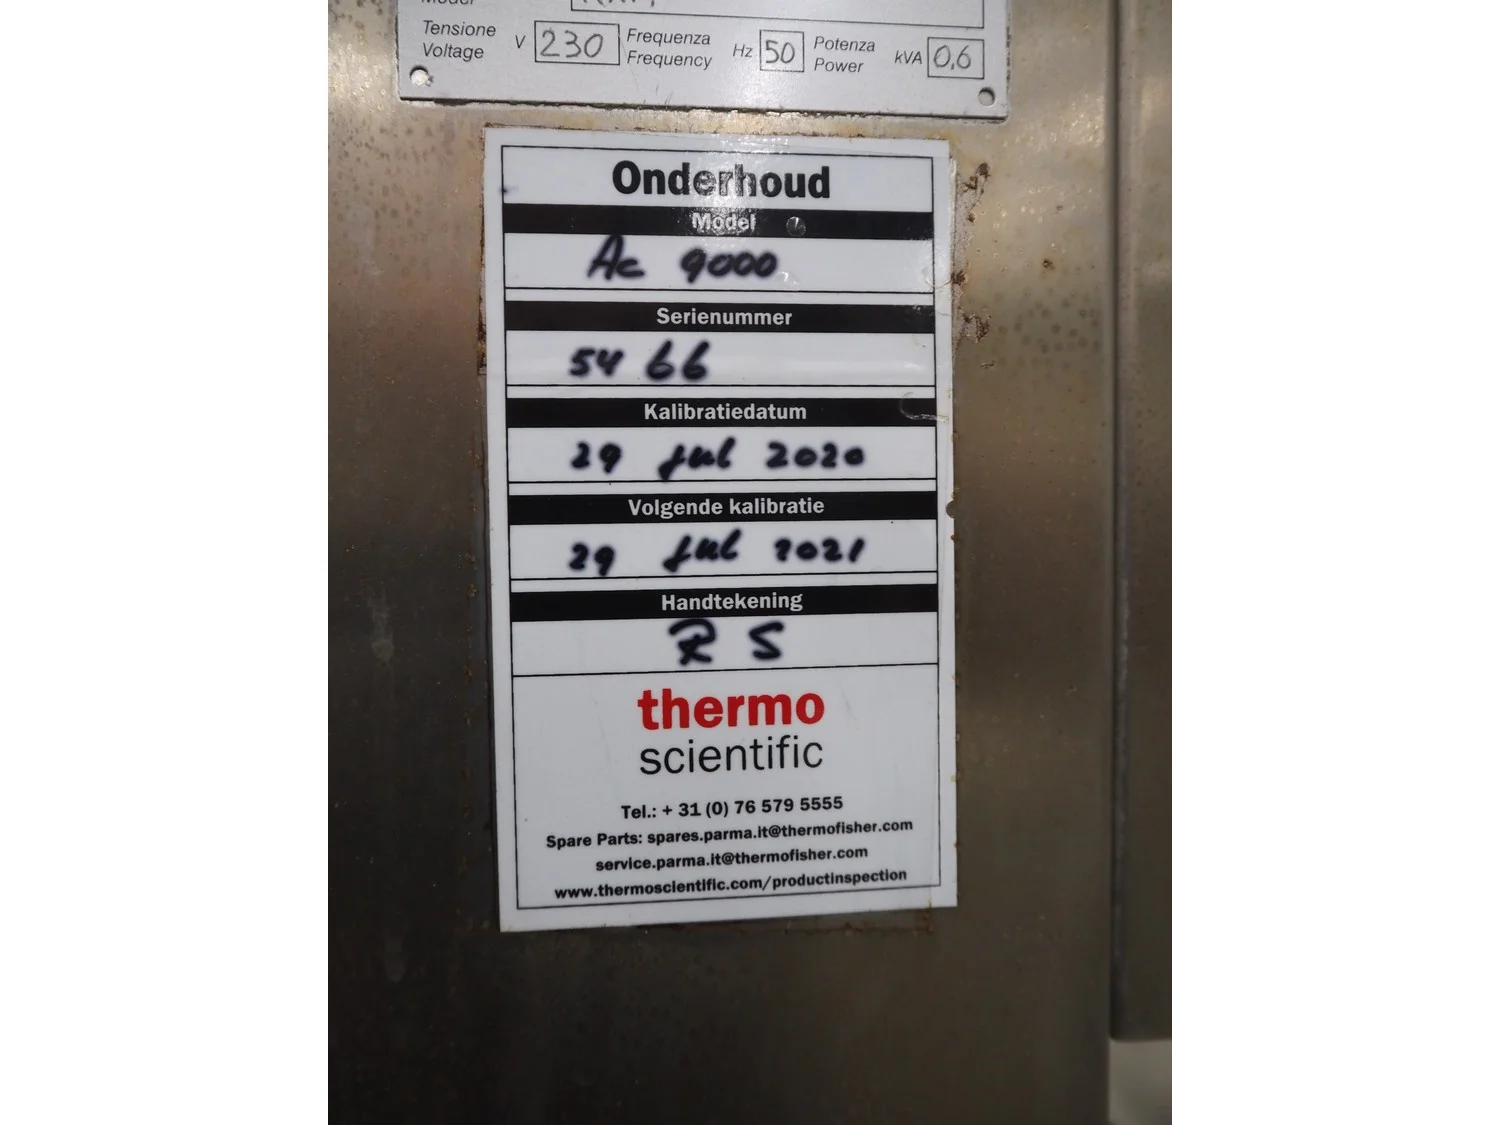 Model
Tensione
Voltage
V 230
Frequenza
Frequency
Hz 50
Potenza
Power
kVA 0,6
Onderhoud
Model
Ac 9000
Serienummer
5466
Kalibratiedatum
29 jul 2020
Volgende kalibratie
29 jul 2021
Handtekening
R S
thermo
scientific
Tel.: + 31 (0) 76 579 5555
Spare Parts: spares.parma.it@thermofisher.com
service.parma.it@thermofisher.com
www.thermoscientific.com/productinspection